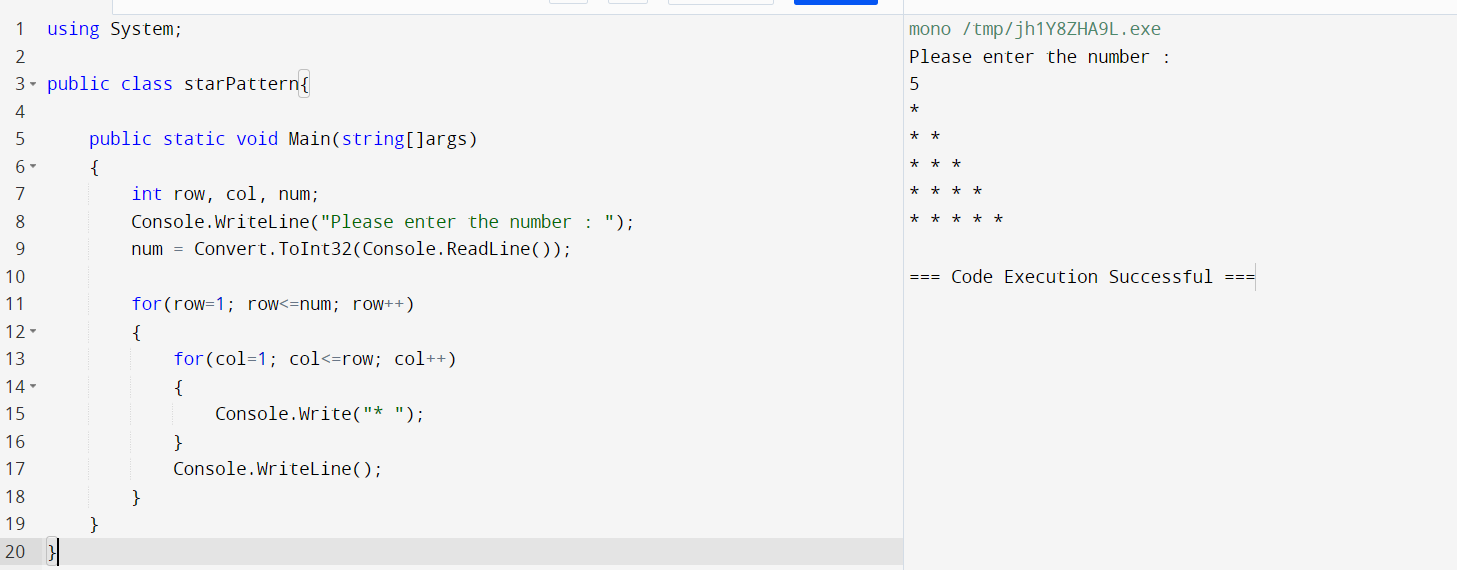 1 using System;
2
3 public class starPattern{
4
5     public static void Main(string[]args)
6     {
7         int row, col, num;
8         Console.WriteLine("Please enter the number : ");
9         num = Convert.ToInt32(Console.ReadLine());
10
11         for(row=1; row<=num; row++)
12         {
13             for(col=1; col<=row; col++)
14             {
15                 Console.Write("* ");
16             }
17             Console.WriteLine();
18         }
19     }
20 }
mono /tmp/jh1Y8ZHA9L.exe
Please enter the number :
5
*
* *
* * *
* * * *
* * * * *
=== Code Execution Successful ===